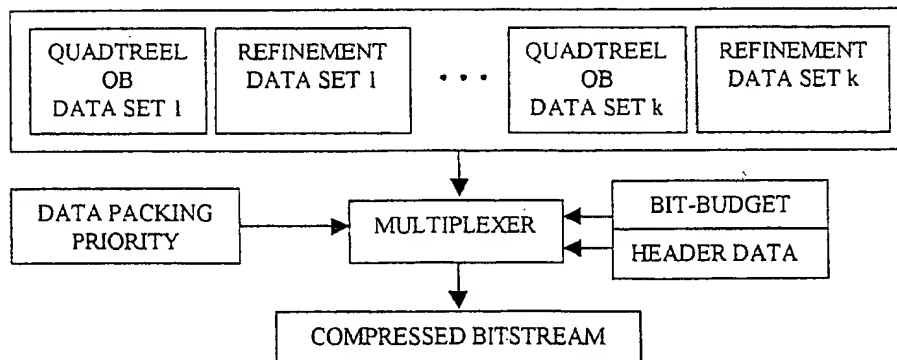 QUADTREEL
OB
DATA SET 1
REFINEMENT
DATA SET 1
...
QUADTREEL
OB
DATA SET k
REFINEMENT
DATA SET k
DATA PACKING
PRIORITY
MULTIPLEXER
BIT-BUDGET
HEADER DATA
COMPRESSED BITSTREAM